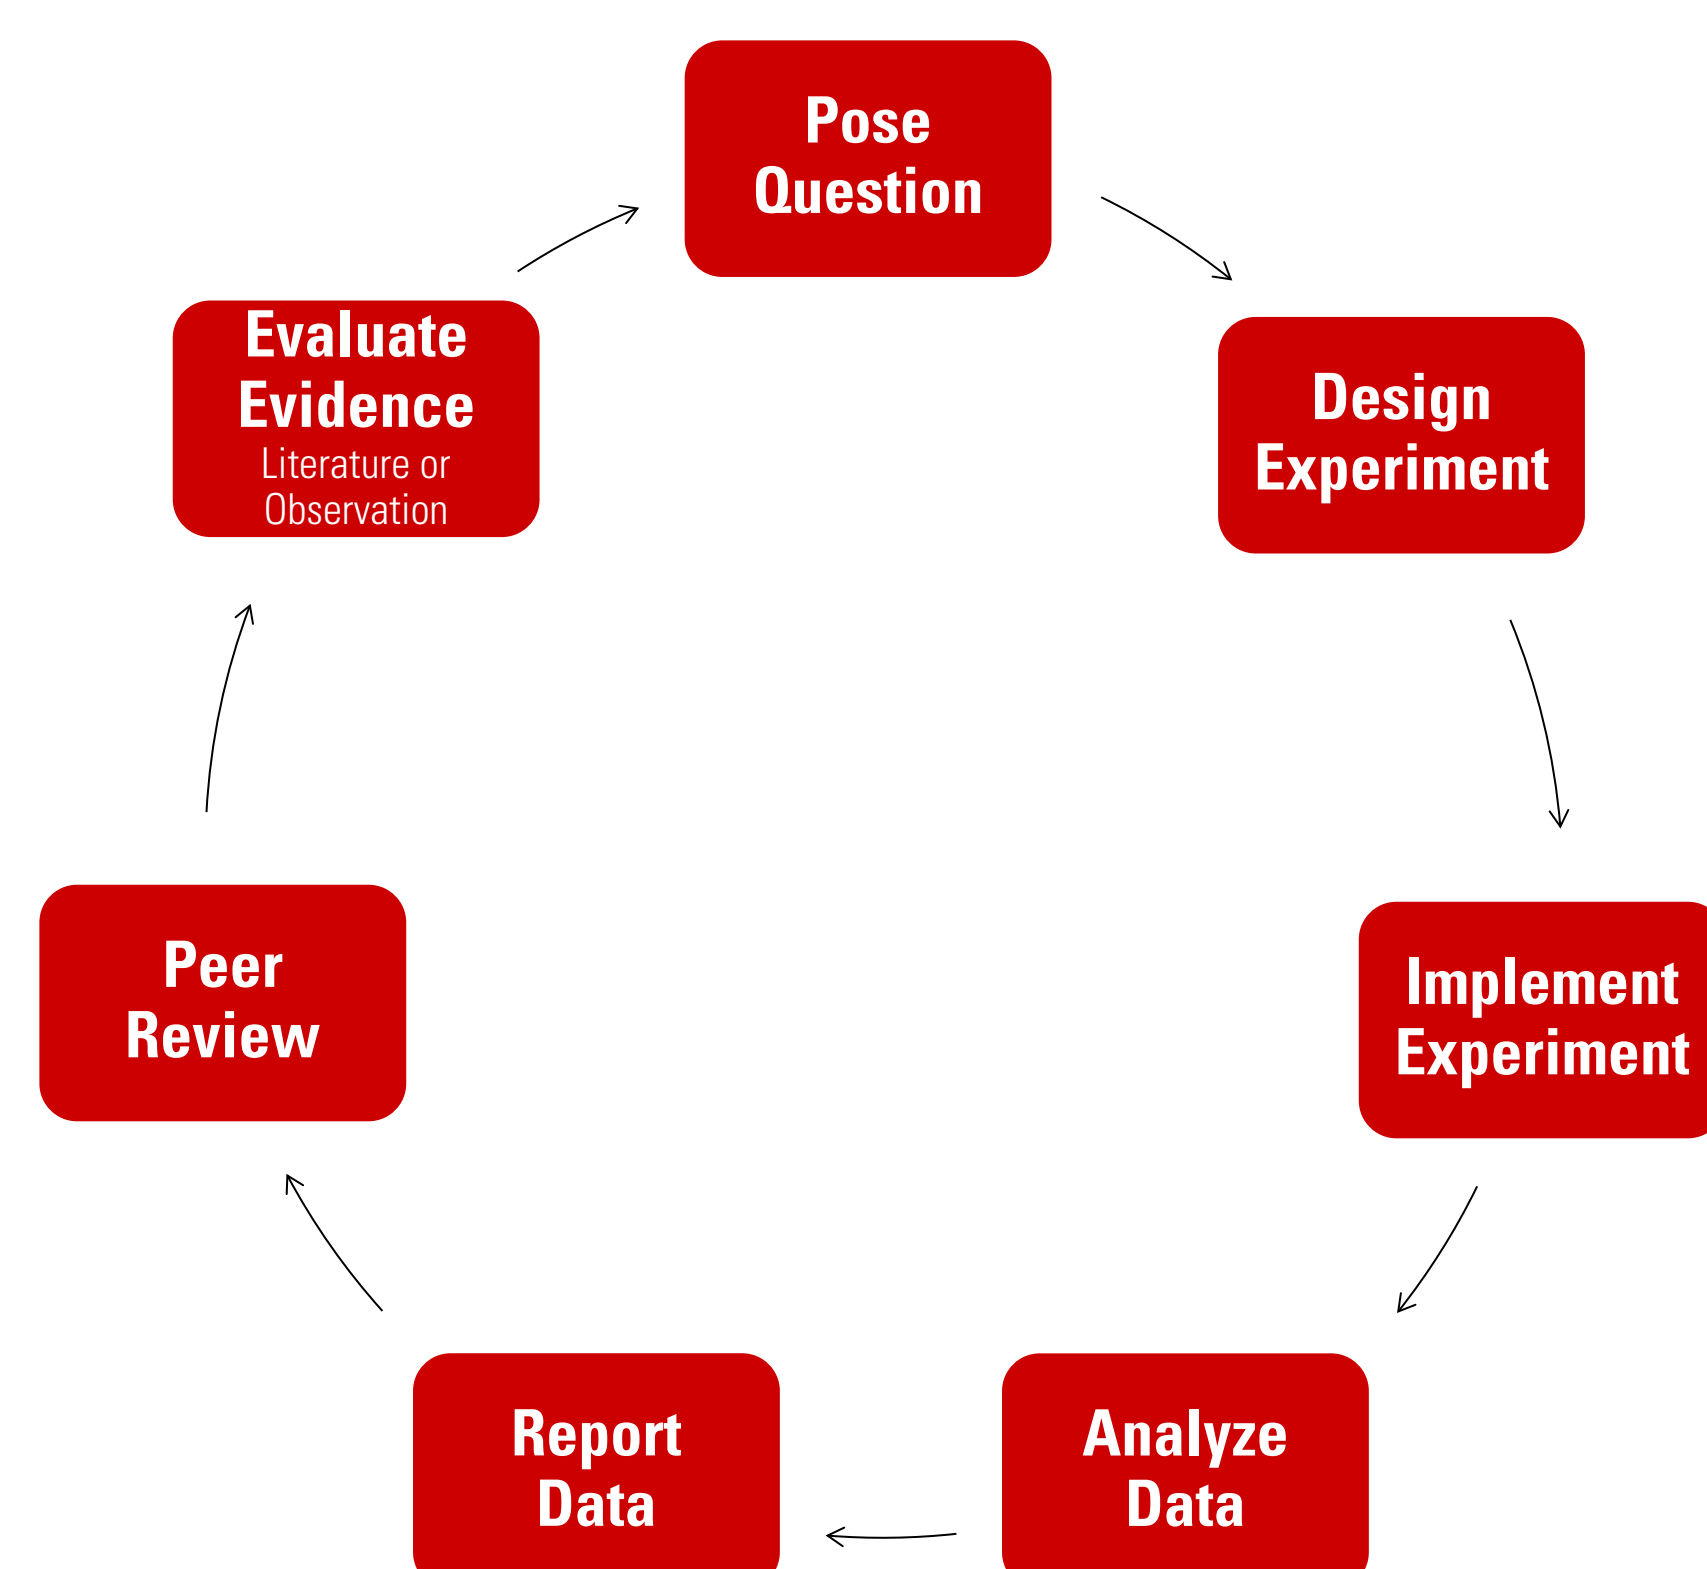 Pose
Question
Design
Experiment
Implement
Experiment
Analyze
Data
Report
Data
Peer
Review
Evaluate
Evidence
Literature or
Observation